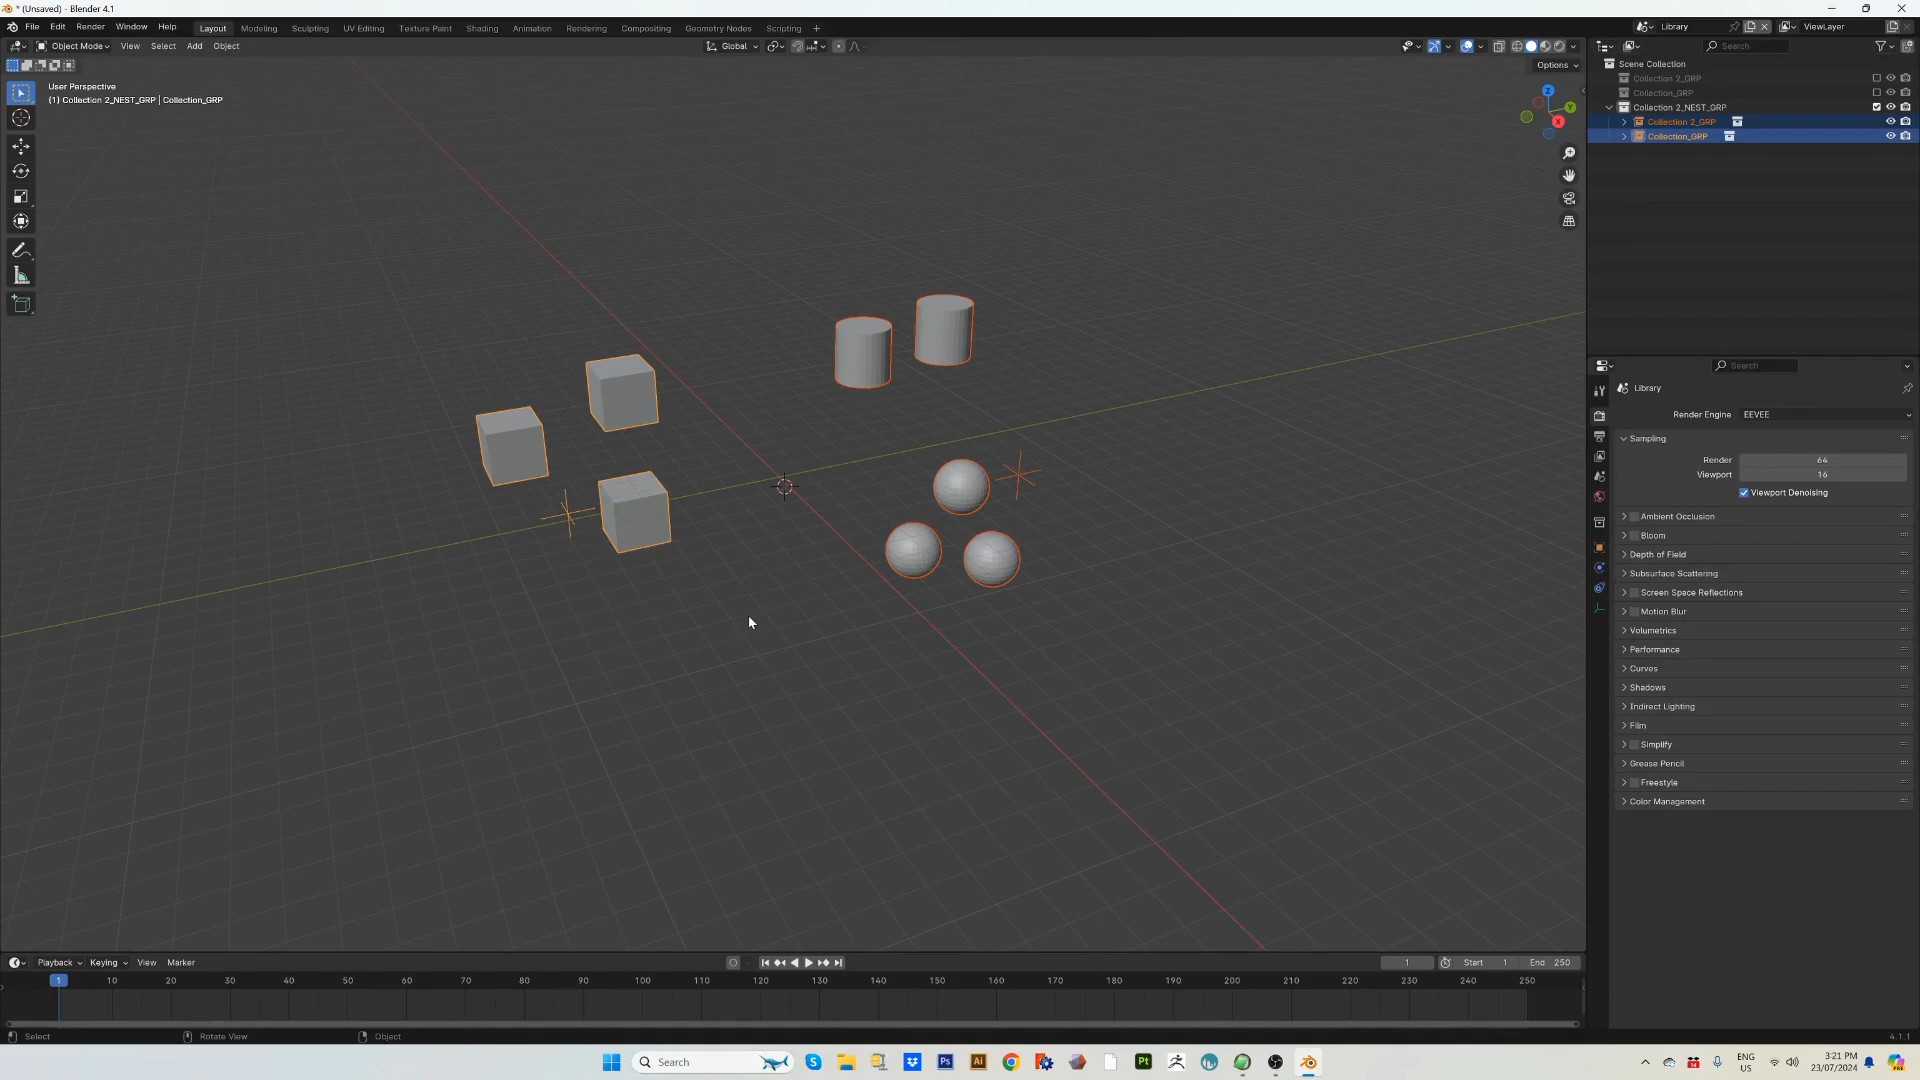 * (Unsaved) - Blender 4.1
File Edit Render Window Help Layout Modeling Sculpting UV Editing Texture Paint Shading Animation Rendering Compositing Geometry Nodes Scripting + Library ViewLayer
Object Mode View Select Add Object Global Search
Options
User Perspective
(1) Collection 2_NEST_GRP | Collection_GRP
Z
Y
X
Scene Collection
Collection 2_GRP
Collection_GRP
Collection 2_NEST_GRP
Collection 2_GRP
Collection_GRP
Search
Library
Render Engine EEVEE
Sampling
Render 64
Viewport 16
Viewport Denoising
Ambient Occlusion
Bloom
Depth of Field
Subsurface Scattering
Screen Space Reflections
Motion Blur
Volumetrics
Performance
Curves
Shadows
Indirect Lighting
Film
Simplify
Grease Pencil
Freestyle
Color Management
Playback Keying View Marker 1 Start 1 End 250
1 10 20 30 40 50 60 70 80 90 100 110 120 130 140 150 160 170 180 190 200 210 220 230 240 250
Select Rotate View Object 4.1.1
Search Ps Ai Pt ENG US 3:21 PM 23/07/2024